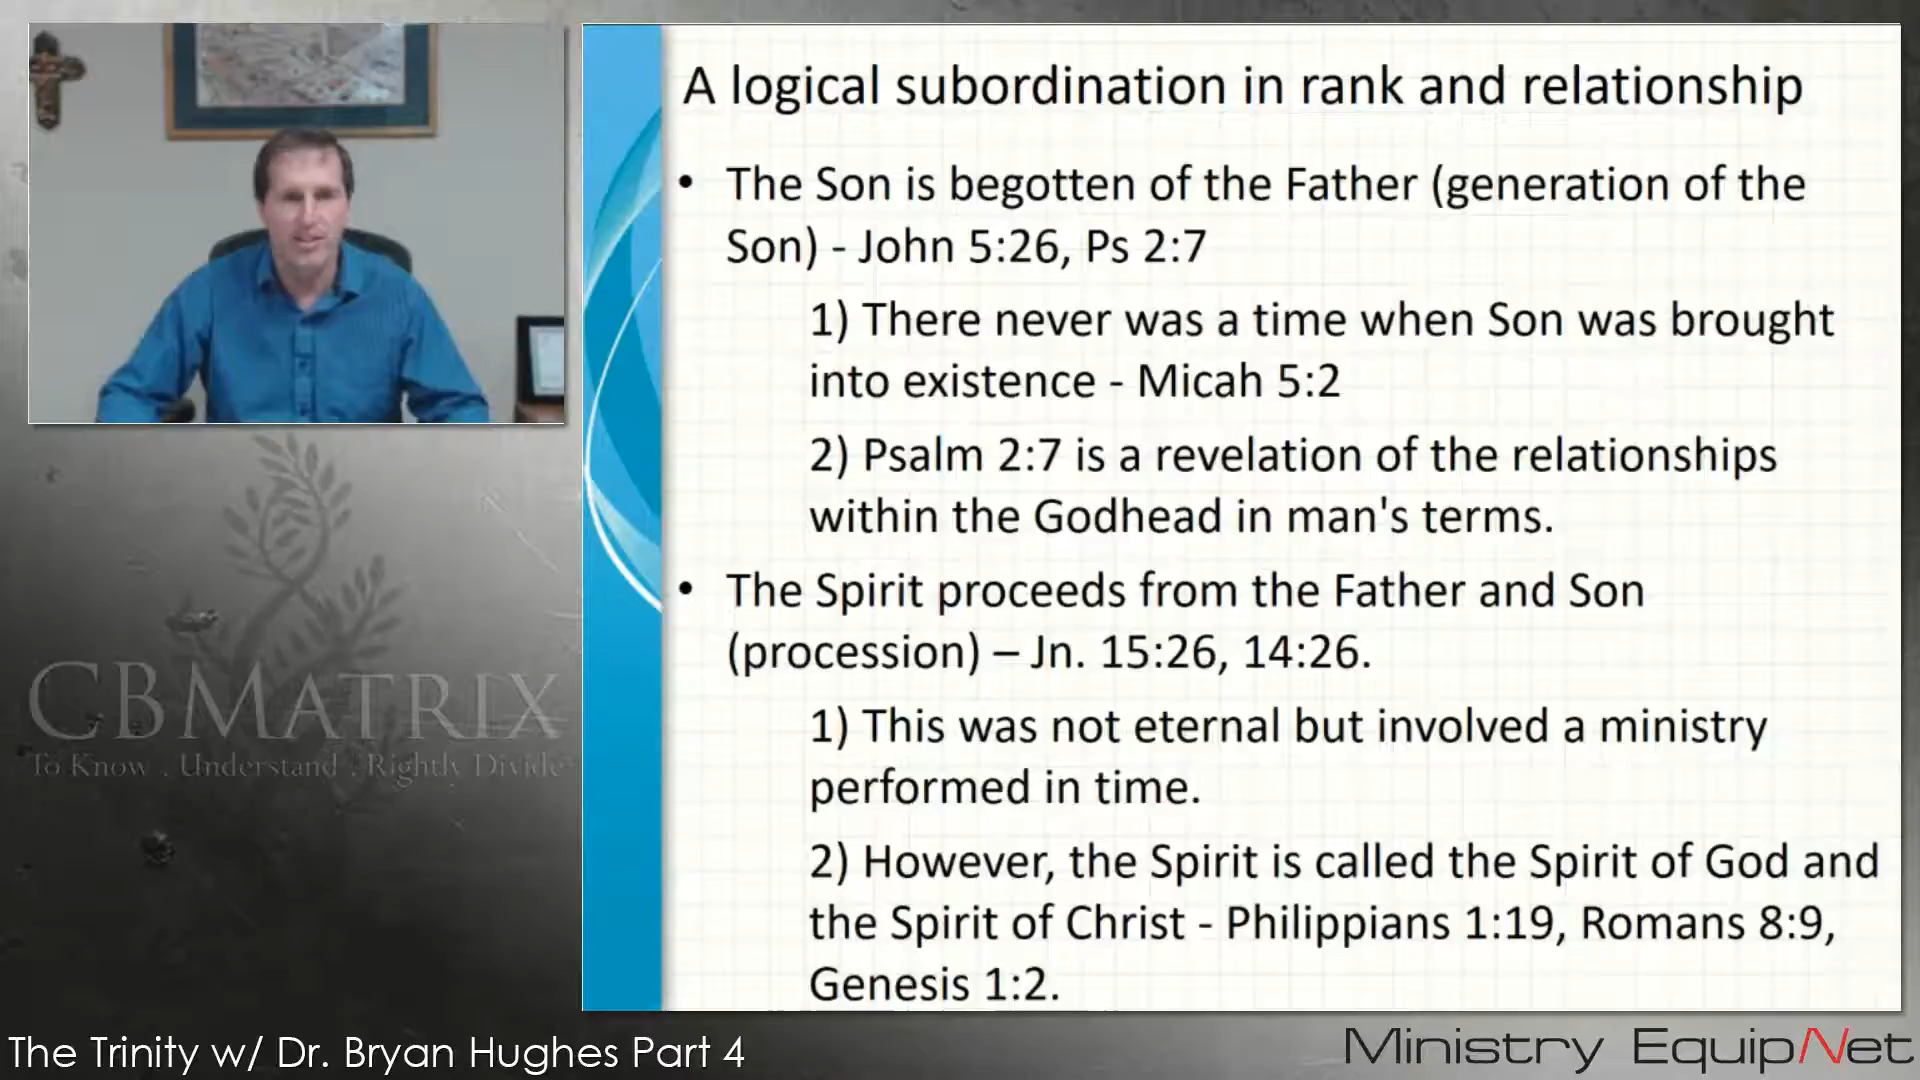 A logical subordination in rank and relationship
• The Son is begotten of the Father (generation of the
Son) - John 5:26, Ps 2:7
1) There never was a time when Son was brought
into existence - Micah 5:2
2) Psalm 2:7 is a revelation of the relationships
within the Godhead in man's terms.
• The Spirit proceeds from the Father and Son
(procession) – Jn. 15:26, 14:26.
1) This was not eternal but involved a ministry
performed in time.
2) However, the Spirit is called the Spirit of God and
the Spirit of Christ - Philippians 1:19, Romans 8:9,
Genesis 1:2.
CBMATRIX
To Know . Understand . Rightly Divide
The Trinity w/ Dr. Bryan Hughes Part 4
Ministry EquipNet